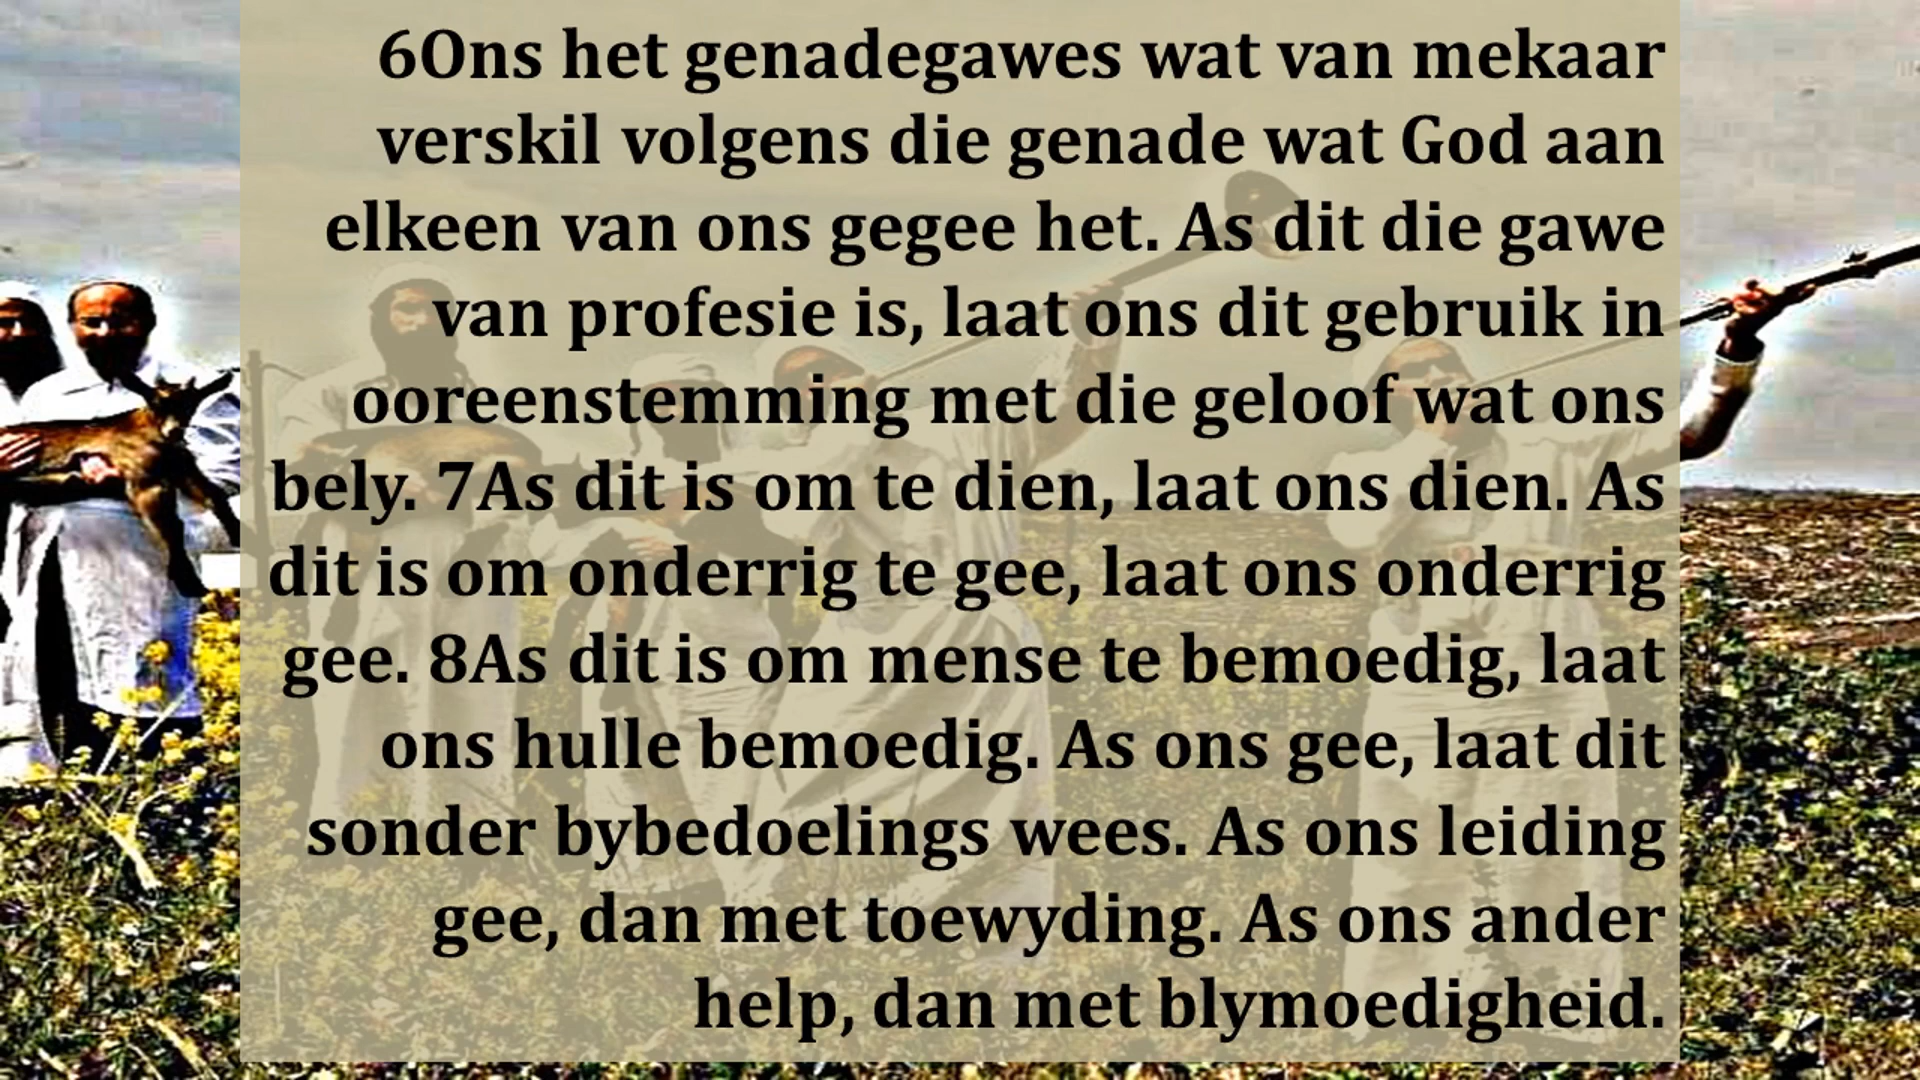 6Ons het genadegawes wat van mekaar
verskil volgens die genade wat God aan
elkeen van ons gegee het. As dit die gawe
van profesie is, laat ons dit gebruik in
ooreenstemming met die geloof wat ons
bely. 7As dit is om te dien, laat ons dien. As
dit is om onderrig te gee, laat ons onderrig
gee. 8As dit is om mense te bemoedig, laat
ons hulle bemoedig. As ons gee, laat dit
sonder bybedoelings wees. As ons leiding
gee, dan met toewyding. As ons ander
help, dan met blymoedigheid.